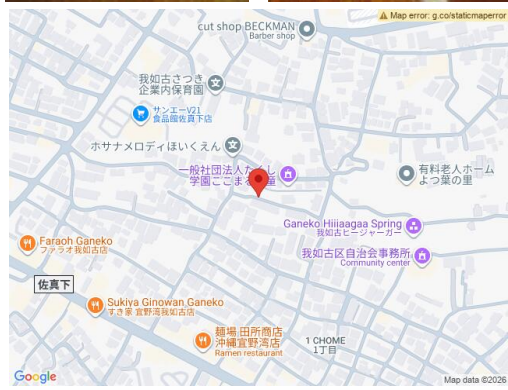 cut shop BECKMAN
Barber shop
Map error: g.co/staticmaperror
我如古さつき
企業内保育園
サンエーV21
食品館佐真下店
ホサナメロディほいくえん
一般社団法人たくし
学園ここまる 童
有料老人ホーム
よつ葉の里
Ganeko Hiijaagaa Spring
我如古ヒージャーガー
我如古区自治会事務所
Community center
Faraoh Ganeko
ファラオ我如古店
佐真下
Sukiya Ginowan Ganeko
すき家 宜野湾我如古店
麺場 田所商店
沖縄宜野湾店
Ramen restaurant
1 CHOME
1丁目
Google
Map data ©2026